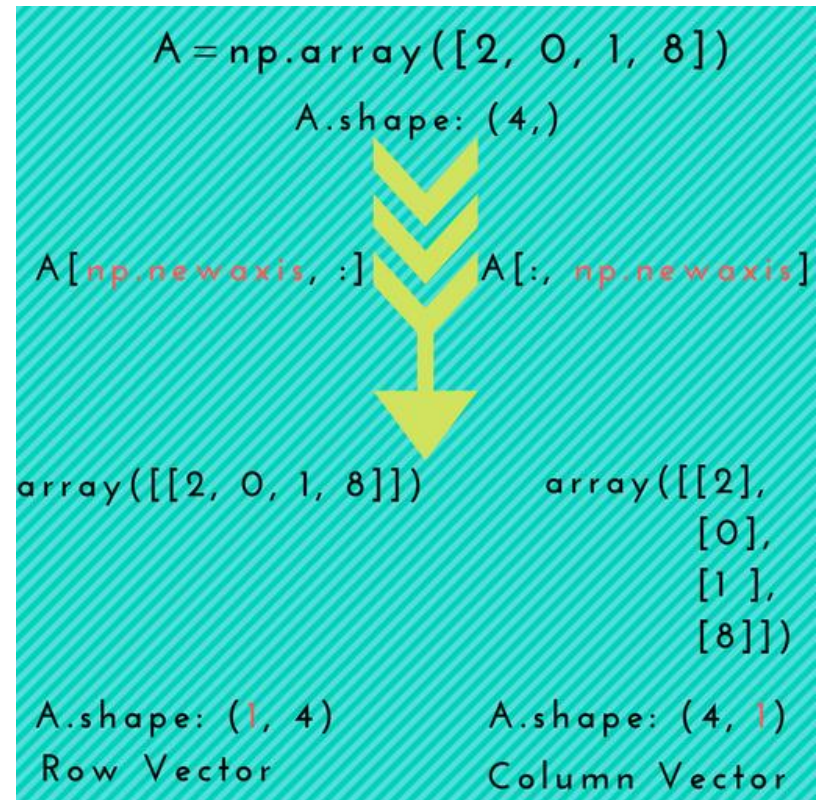 A=np.array([2, 0, 1, 8])
A.shape: (4,)
A[np.newaxis, :]
A[:, np.newaxis]
array([[2, 0, 1, 8]])
array([[2],
[0],
[1 ],
[8]])
A.shape: (1, 4)
Row Vector
A.shape: (4, 1)
Column Vector